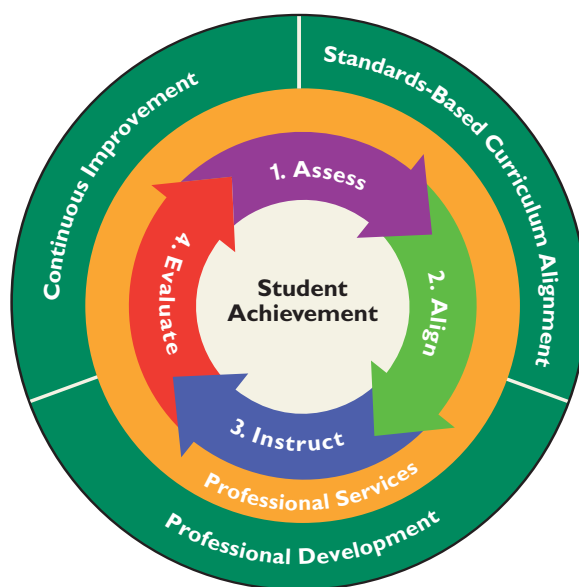 Continuous Improvement
Standards-Based Curriculum Alignment
1. Assess
2. Align
3. Instruct
4. Evaluate
Student
Achievement
Professional Services
Professional Development